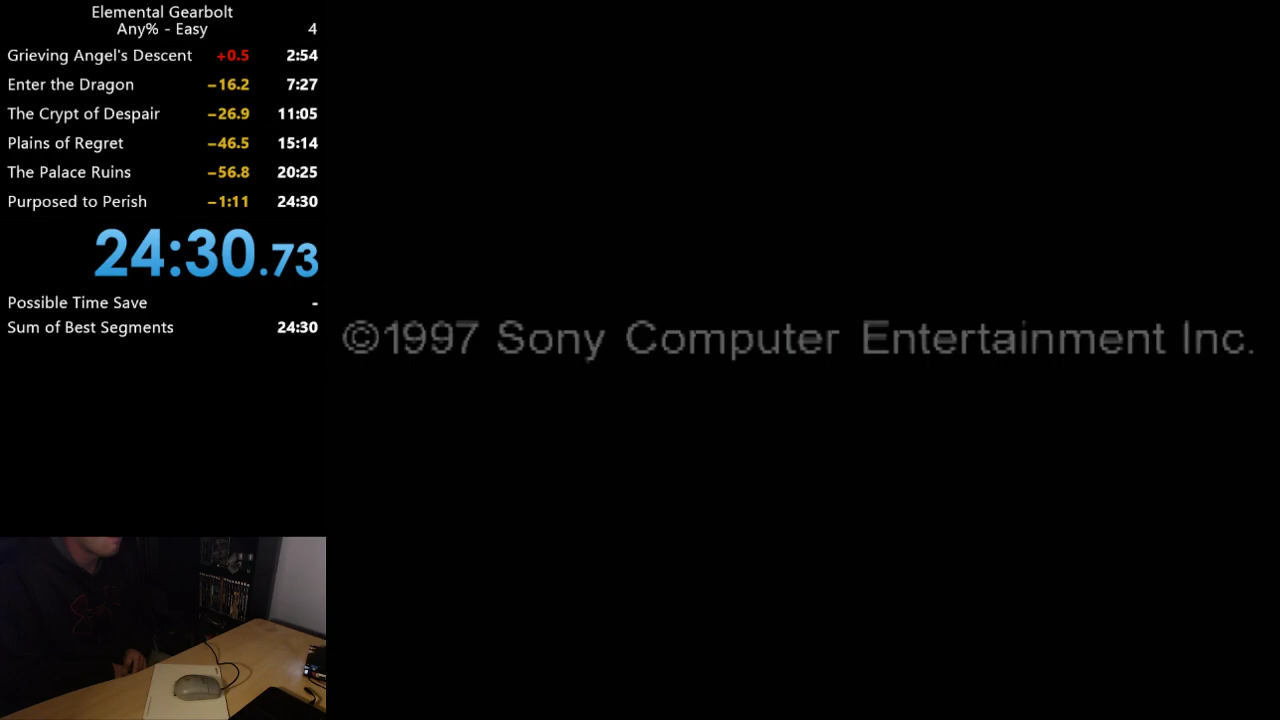 Elemental Gearbolt
Any% - Easy 4
Grieving Angel's Descent +0.5 2:54
Enter the Dragon −16.2 7:27
The Crypt of Despair −26.9 11:05
Plains of Regret −46.5 15:14
The Palace Ruins −56.8 20:25
Purposed to Perish −1:11 24:30
24:30.73
Possible Time Save -
Sum of Best Segments 24:30
©1997 Sony Computer Entertainment Inc.